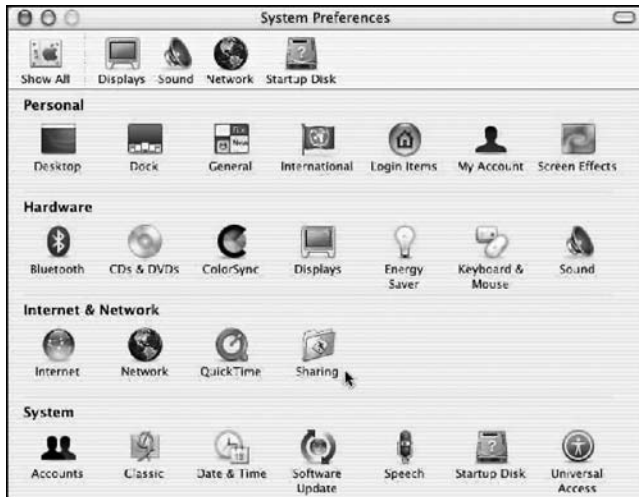 System Preferences
Show All Displays Sound Network Startup Disk
Personal
Desktop Dock General International Login Items My Account Screen Effects
Hardware
Bluetooth CDs & DVDs ColorSync Displays Energy Saver Keyboard & Mouse Sound
Internet & Network
Internet Network QuickTime Sharing
System
Accounts Classic Date & Time Software Update Speech Startup Disk Universal Access